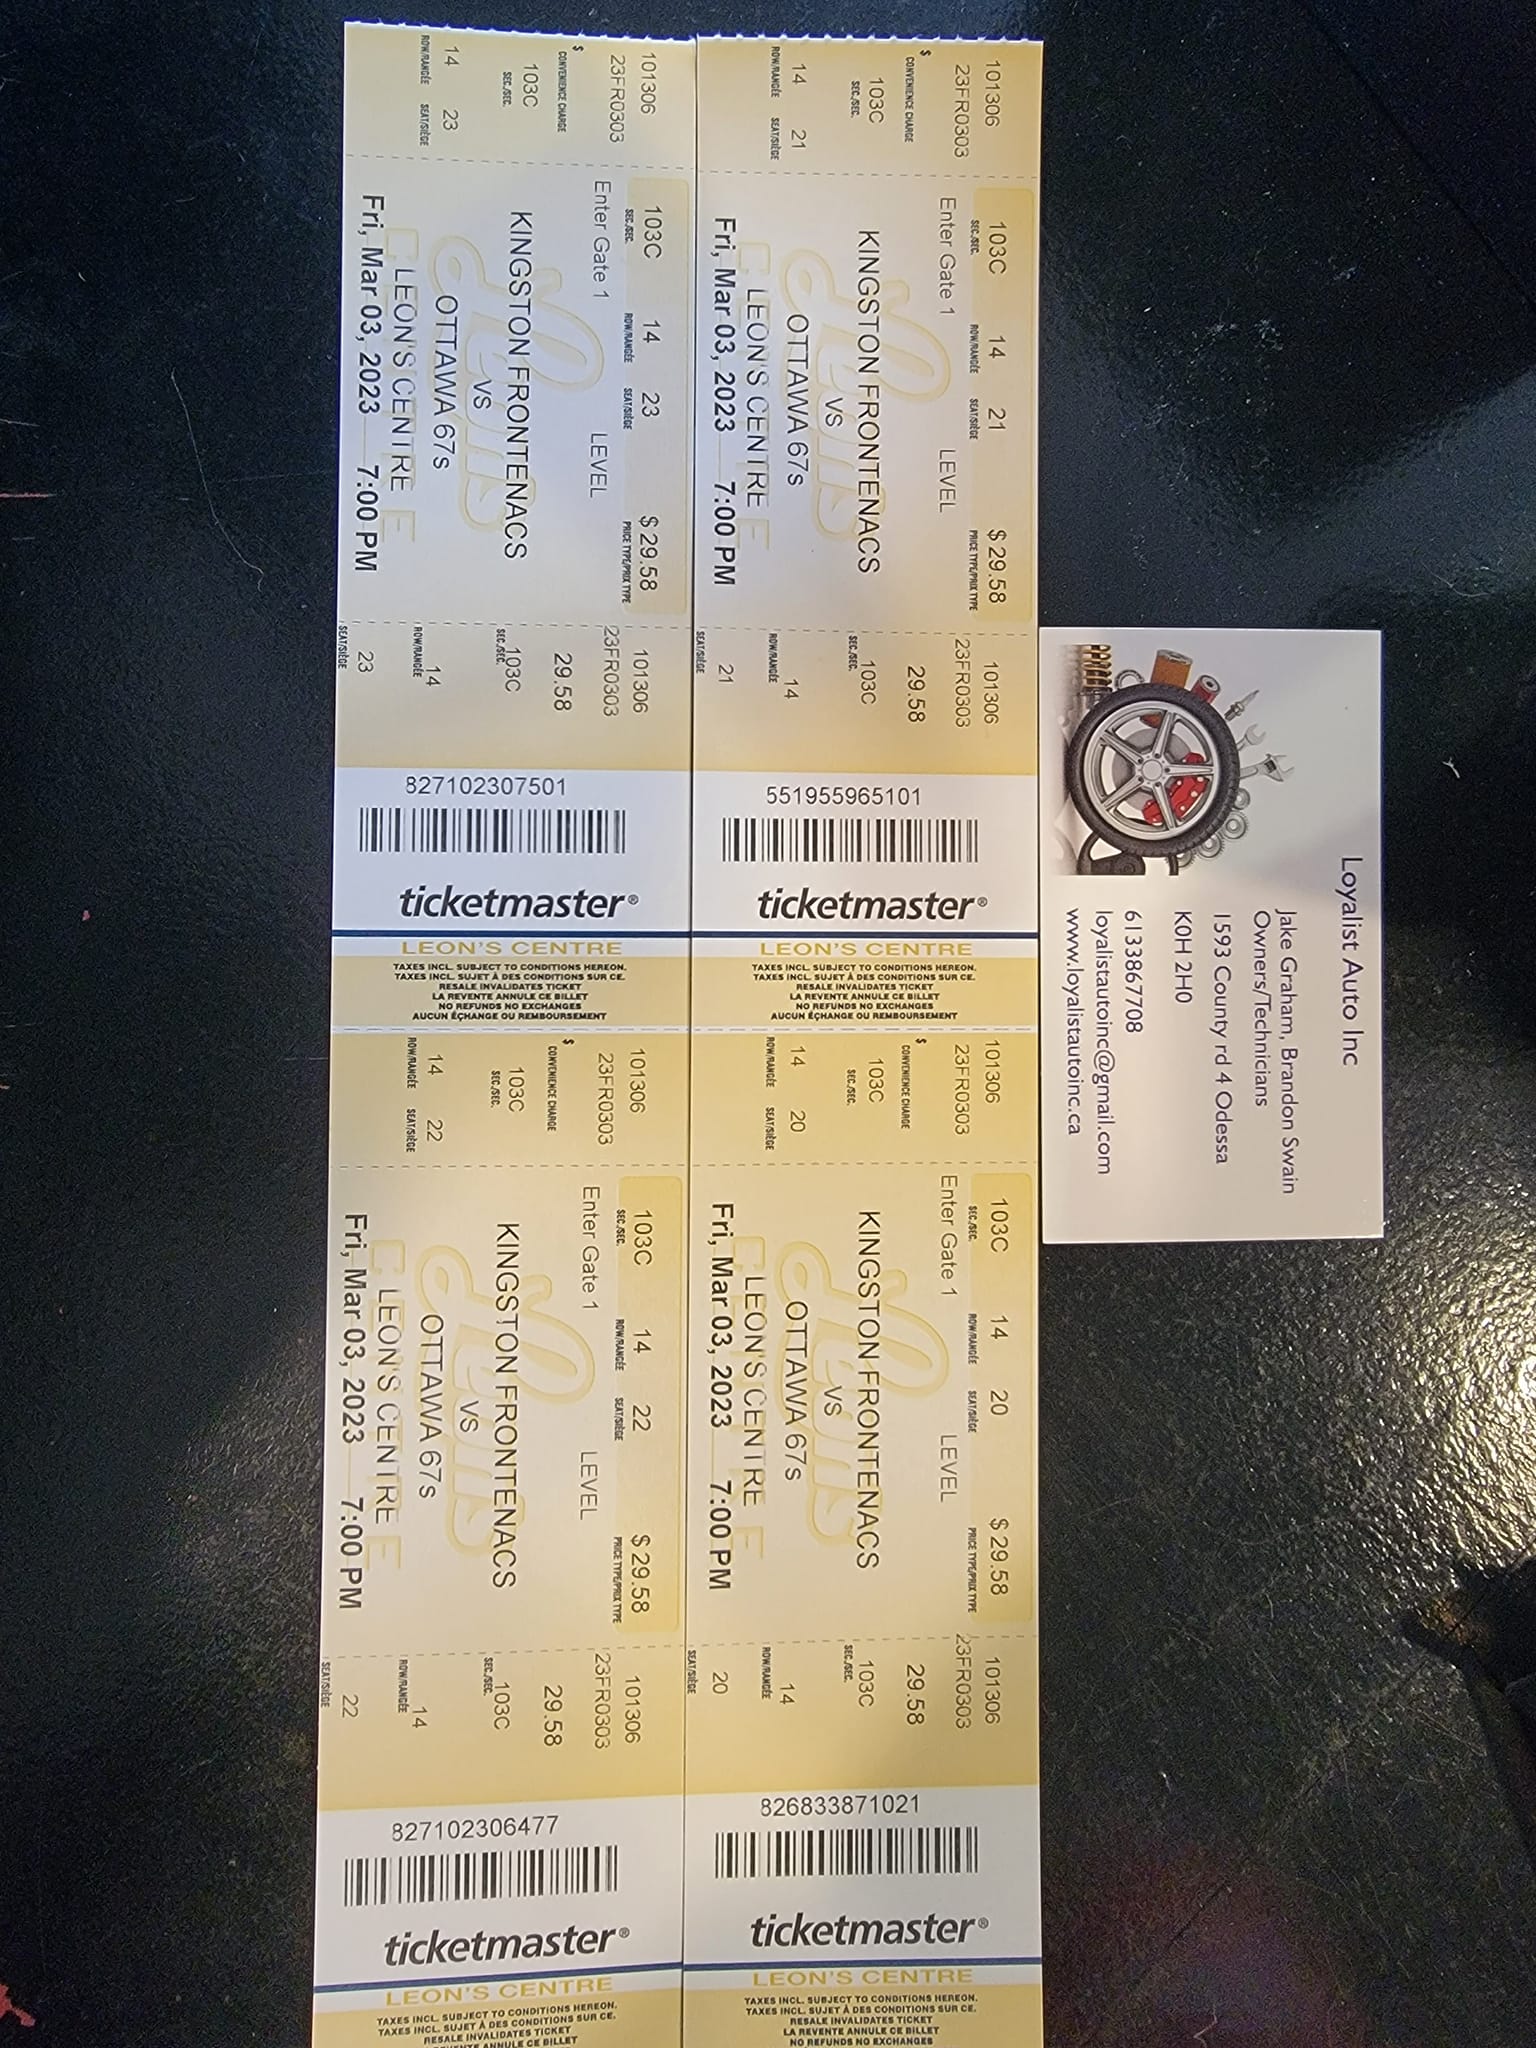 101306
23FR0303
$
CONVENIENCE CHARGE
103C
SEC./SEC.
14 23
ROW/RANGÉE SEAT/SIÈGE
103C 14 23 $ 29.58
SEC./SEC. ROW/RANGÉE SEAT/SIÈGE PRICE TYPE/PRIX TYPE
Enter Gate 1 LEVEL
KINGSTON FRONTENACS
VS
OTTAWA 67s
LEON'S CENTRE
Fri, Mar 03, 2023 7:00 PM
101306
23FR0303
29.58
103C
SEC./SEC.
14
ROW/RANGÉE
23
SEAT/SIÈGE
827102307501
ticketmaster®
LEON'S CENTRE
TAXES INCL. SUBJECT TO CONDITIONS HEREON.
TAXES INCL. SUJET À DES CONDITIONS SUR CE.
RESALE INVALIDATES TICKET
LA REVENTE ANNULE CE BILLET
NO REFUNDS NO EXCHANGES
AUCUN ÉCHANGE OU REMBOURSEMENT
101306
23FR0303
$
CONVENIENCE CHARGE
103C
SEC./SEC.
14 21
ROW/RANGÉE SEAT/SIÈGE
103C 14 21 $ 29.58
SEC./SEC. ROW/RANGÉE SEAT/SIÈGE PRICE TYPE/PRIX TYPE
Enter Gate 1 LEVEL
KINGSTON FRONTENACS
VS
OTTAWA 67s
LEON'S CENTRE
Fri, Mar 03, 2023 7:00 PM
101306
23FR0303
29.58
103C
SEC./SEC.
14
ROW/RANGÉE
21
SEAT/SIÈGE
551955965101
ticketmaster®
LEON'S CENTRE
TAXES INCL. SUBJECT TO CONDITIONS HEREON.
TAXES INCL. SUJET À DES CONDITIONS SUR CE.
RESALE INVALIDATES TICKET
LA REVENTE ANNULE CE BILLET
NO REFUNDS NO EXCHANGES
AUCUN ÉCHANGE OU REMBOURSEMENT
Loyalist Auto Inc
Jake Graham, Brandon Swain
Owners/Technicians
1593 County rd 4 Odessa
K0H 2H0
6133867708
loyalistautoinc@gmail.com
www.loyalistautoinc.ca
101306
23FR0303
$
CONVENIENCE CHARGE
103C
SEC./SEC.
14 22
ROW/RANGÉE SEAT/SIÈGE
103C 14 22 $ 29.58
SEC./SEC. ROW/RANGÉE SEAT/SIÈGE PRICE TYPE/PRIX TYPE
Enter Gate 1 LEVEL
KINGSTON FRONTENACS
VS
OTTAWA 67s
LEON'S CENTRE
Fri, Mar 03, 2023 7:00 PM
101306
23FR0303
29.58
103C
SEC./SEC.
14
ROW/RANGÉE
22
SEAT/SIÈGE
827102306477
ticketmaster®
LEON'S CENTRE
TAXES INCL. SUBJECT TO CONDITIONS HEREON.
TAXES INCL. SUJET À DES CONDITIONS SUR CE.
RESALE INVALIDATES TICKET
ANNULE CE BILLET
101306
23FR0303
$
CONVENIENCE CHARGE
103C
SEC./SEC.
14 20
ROW/RANGÉE SEAT/SIÈGE
103C 14 20 $ 29.58
SEC./SEC. ROW/RANGÉE SEAT/SIÈGE PRICE TYPE/PRIX TYPE
Enter Gate 1 LEVEL
KINGSTON FRONTENACS
VS
OTTAWA 67s
LEON'S CENTRE
Fri, Mar 03, 2023 7:00 PM
101306
23FR0303
29.58
103C
SEC./SEC.
14
ROW/RANGÉE
20
SEAT/SIÈGE
826833871021
ticketmaster®
LEON'S CENTRE
TAXES INCL. SUBJECT TO CONDITIONS HEREON.
TAXES INCL. SUJET À DES CONDITIONS SUR CE.
RESALE INVALIDATES TICKET
LA REVENTE ANNULE CE BILLET
NO REFUNDS NO EXCHANGES